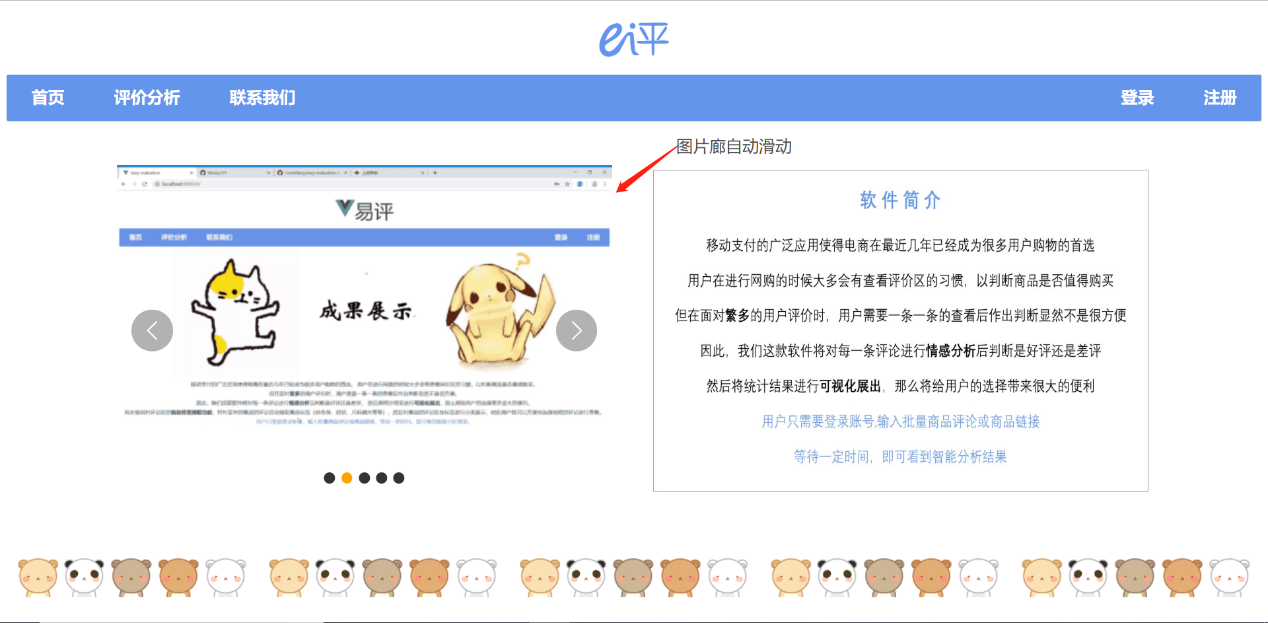 ei平
首页 评价分析 联系我们 登录 注册
图片廊自动滑动
易评
首页 评价分析 联系我们 登录 注册
成果展示
软件简介
移动支付的广泛应用使得电商在最近几年已经成为很多用户购物的首选
用户在进行网购的时候大多会有查看评价区的习惯，以判断商品是否值得购买
但在面对繁多的用户评价时，用户需要一条一条的查看后作出判断显然不是很方便
因此，我们这款软件将对每一条评论进行情感分析后判断是好评还是差评
然后将统计结果进行可视化展出，那么将给用户的选择带来很大的便利
用户只需要登录账号,输入批量商品评论或商品链接
等待一定时间，即可看到智能分析结果